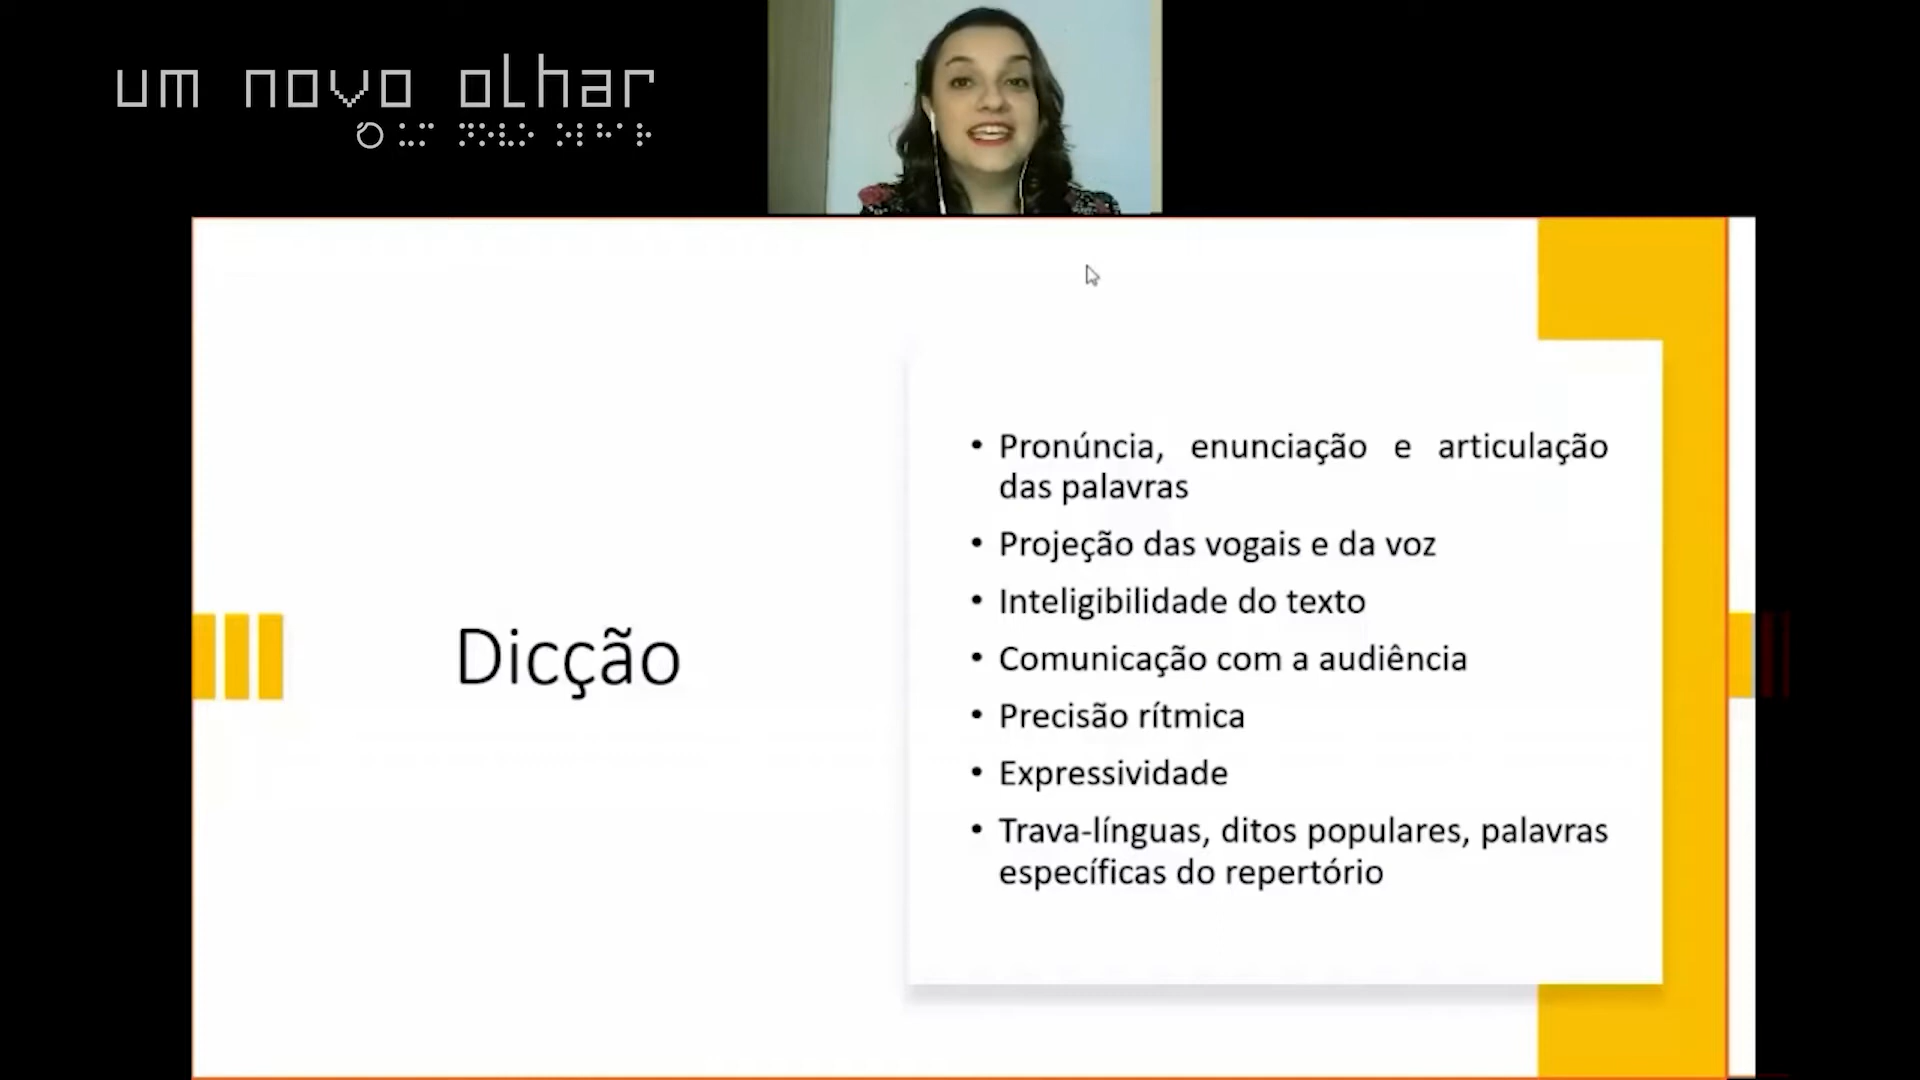 um novo olhar
Dicção
• Pronúncia, enunciação e articulação
das palavras
• Projeção das vogais e da voz
• Inteligibilidade do texto
• Comunicação com a audiência
• Precisão rítmica
• Expressividade
• Trava-línguas, ditos populares, palavras
específicas do repertório